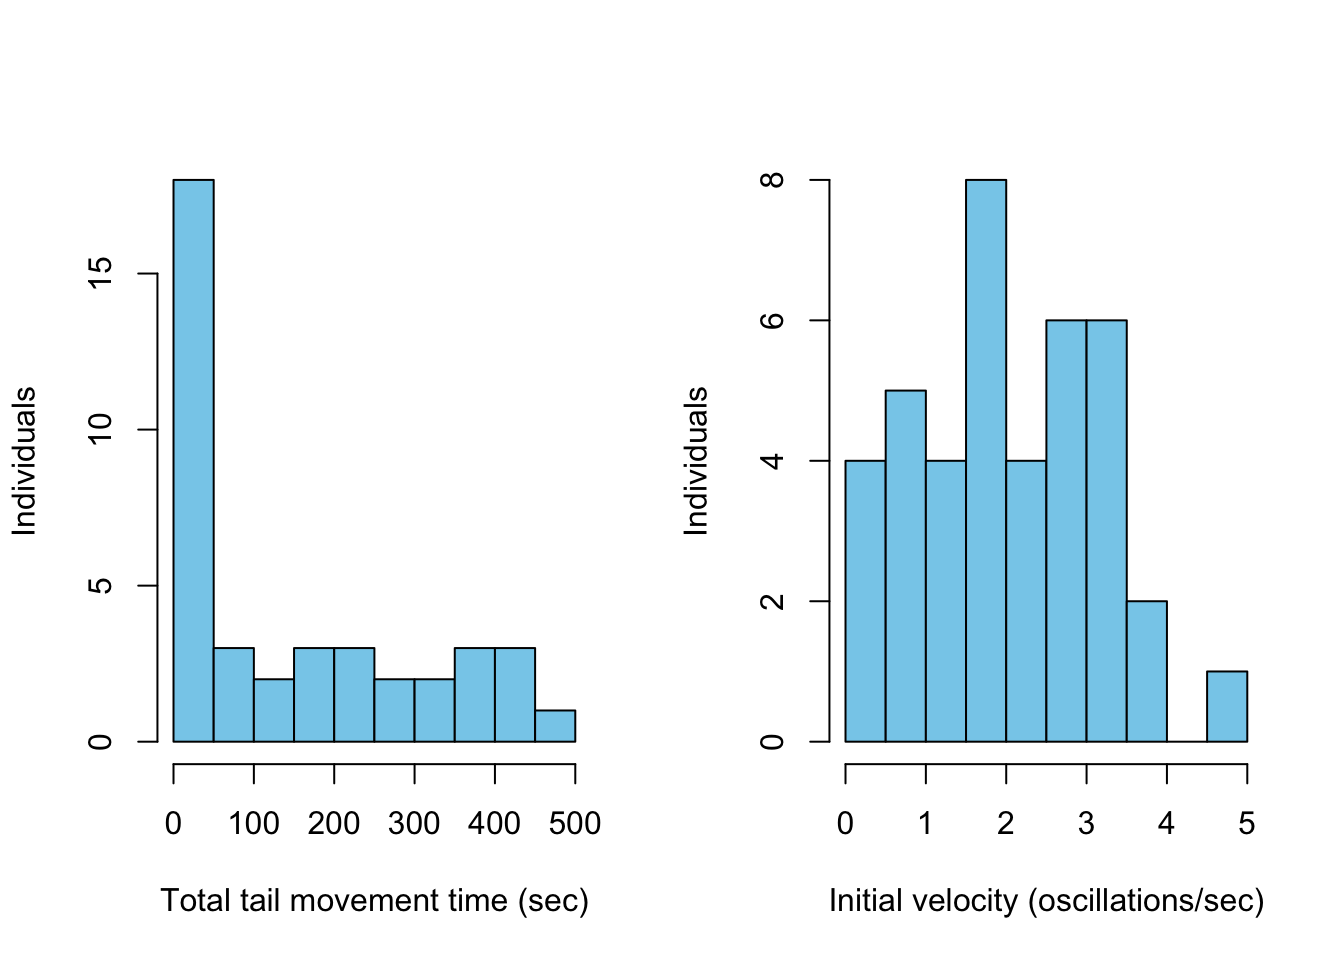 Individuals
15
10
5
0
0 100 200 300 400 500
Total tail movement time (sec)
Individuals
8
6
4
2
0
0 1 2 3 4 5
Initial velocity (oscillations/sec)